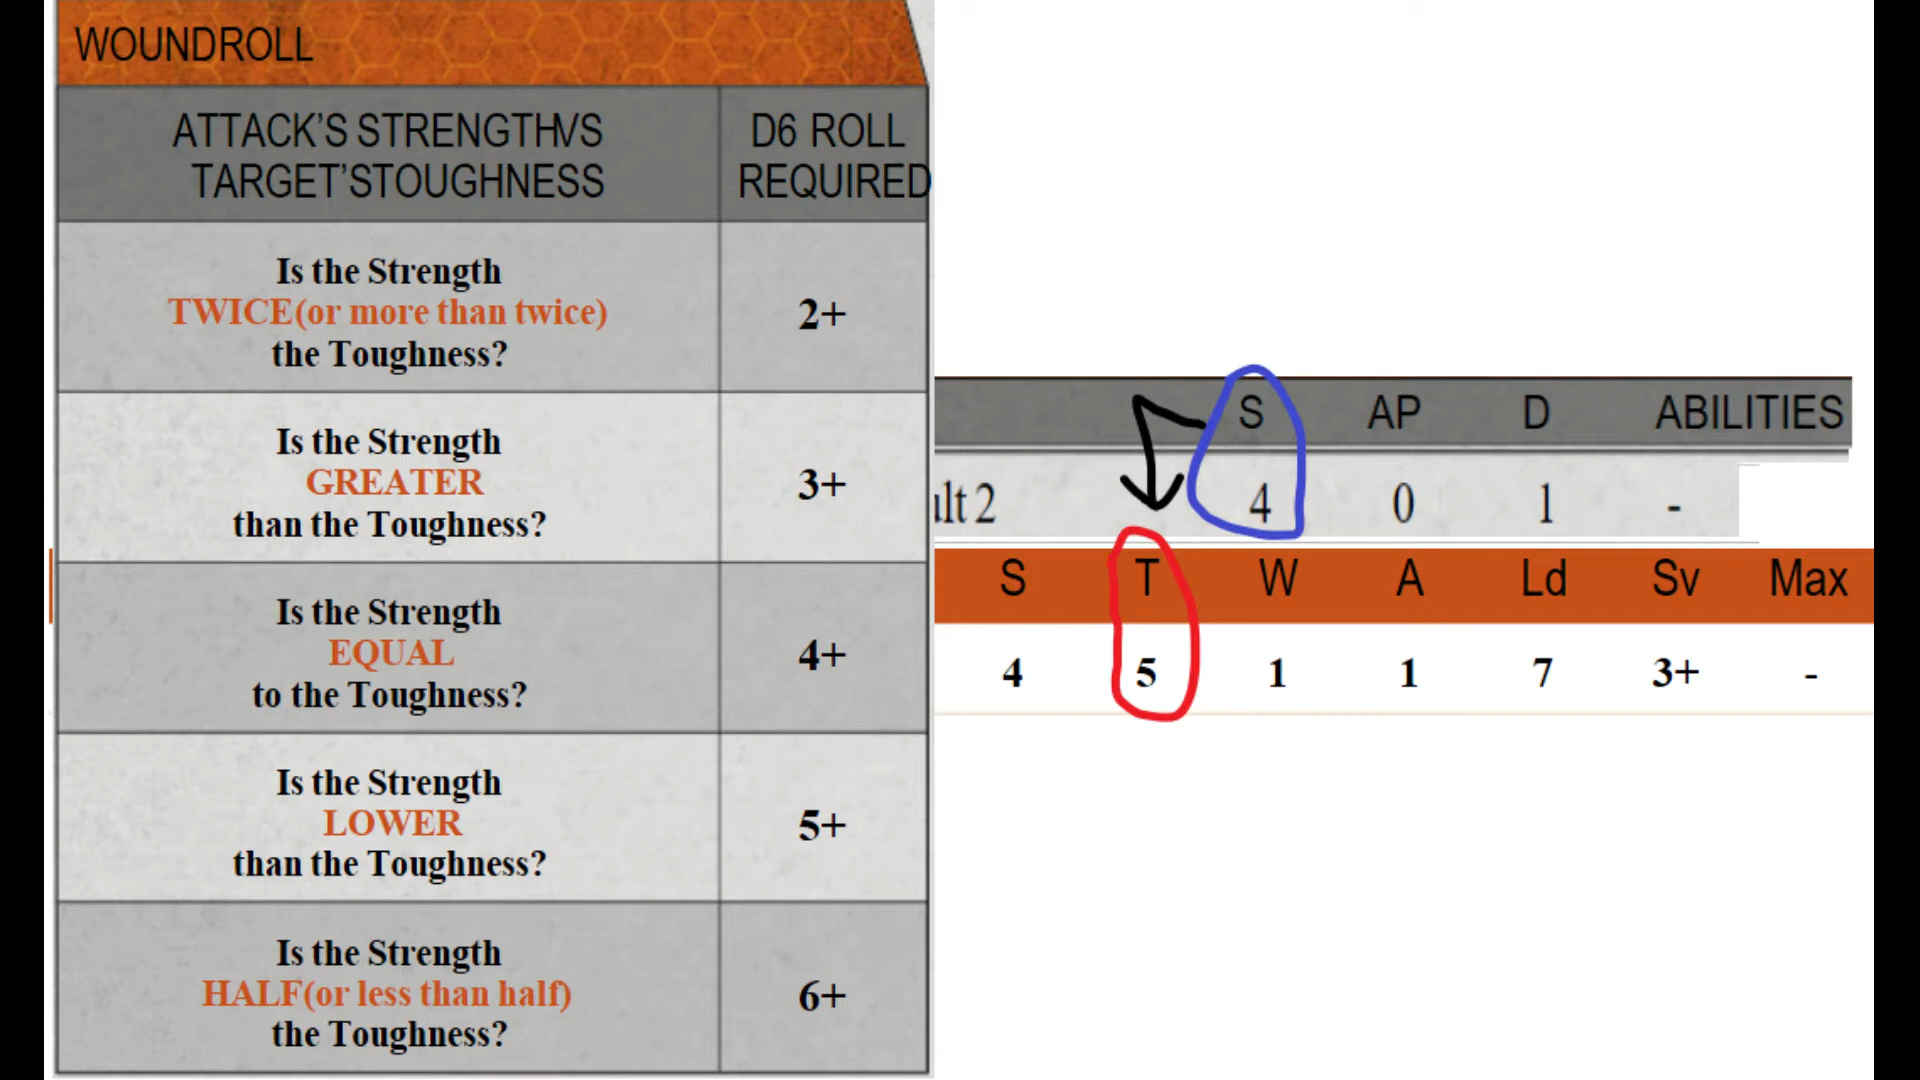 WOUNDROLL
ATTACK'S STRENGTHVS
TARGET'STOUGHNESS
D6 ROLL
REQUIRED
Is the Strength
TWICE(or more than twice)
the Toughness?
2+
Is the Strength
GREATER
than the Toughness?
3+
Is the Strength
EQUAL
to the Toughness?
4+
Is the Strength
LOWER
than the Toughness?
5+
Is the Strength
HALF(or less than half)
the Toughness?
6+
S AP D ABILITIES
ult 2 4 0 1 -
S T W A Ld Sv Max
4 5 1 1 7 3+ -